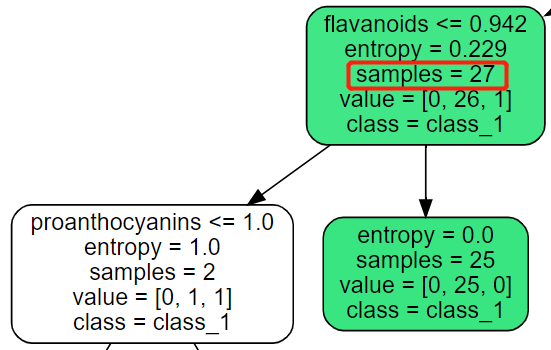 flavanoids <= 0.942
entropy = 0.229
samples = 27
value = [0, 26, 1]
class = class_1
proanthocyanins <= 1.0
entropy = 1.0
samples = 2
value = [0, 1, 1]
class = class_1
entropy = 0.0
samples = 25
value = [0, 25, 0]
class = class_1